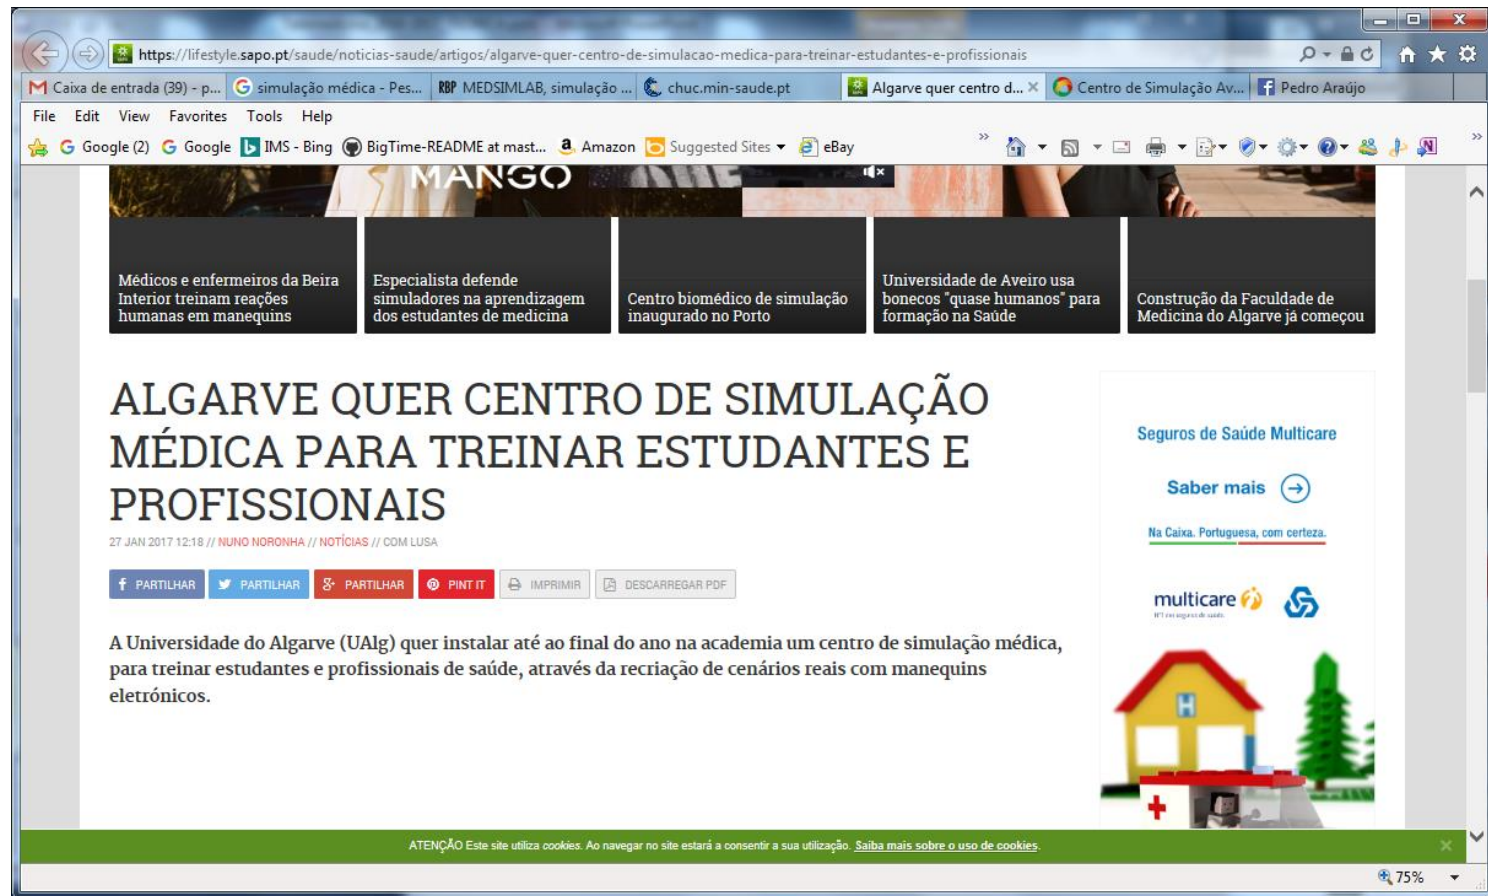 https://lifestyle.sapo.pt/saude/noticias-saude/artigos/algarve-quer-centro-de-simulacao-medica-para-treinar-estudantes-e-profissionais
Caixa de entrada (39) - p...
simulação médica - Pes...
RBP MEDSIMLAB, simulação ...
chuc.min-saude.pt
Algarve quer centro d...
Centro de Simulação Av...
Pedro Araújo
File Edit View Favorites Tools Help
Google (2) Google IMS - Bing BigTime-README at mast... Amazon Suggested Sites eBay
MANGO
Médicos e enfermeiros da Beira
Interior treinam reações
humanas em manequins
Especialista defende
simuladores na aprendizagem
dos estudantes de medicina
Centro biomédico de simulação
inaugurado no Porto
Universidade de Aveiro usa
bonecos "quase humanos" para
formação na Saúde
Construção da Faculdade de
Medicina do Algarve já começou
ALGARVE QUER CENTRO DE SIMULAÇÃO
MÉDICA PARA TREINAR ESTUDANTES E
PROFISSIONAIS
27 JAN 2017 12:18 // NUNO NORONHA // NOTÍCIAS // COM LUSA
PARTILHAR PARTILHAR PARTILHAR PINT IT IMPRIMIR DESCARREGAR PDF
A Universidade do Algarve (UAlg) quer instalar até ao final do ano na academia um centro de simulação médica,
para treinar estudantes e profissionais de saúde, através da recriação de cenários reais com manequins
eletrónicos.
Seguros de Saúde Multicare
Saber mais
Na Caixa. Portuguesa, com certeza.
multicare
H
ATENÇÃO Este site utiliza cookies. Ao navegar no site estará a consentir a sua utilização. Saiba mais sobre o uso de cookies.
75%